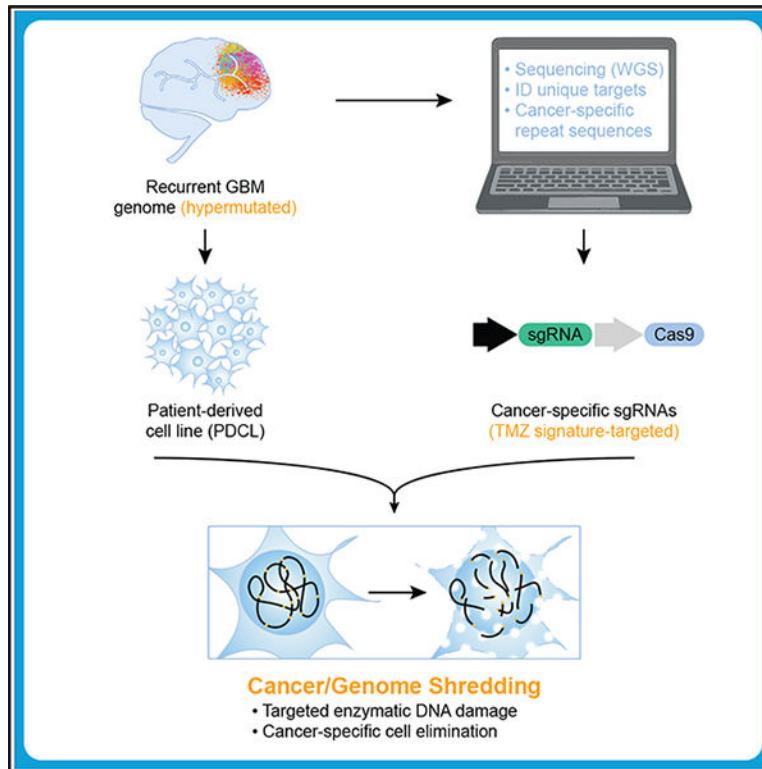 • Sequencing (WGS)
• ID unique targets
• Cancer-specific
repeat sequences
Recurrent GBM
genome (hypermutated)
sgRNA
Cas9
Patient-derived
cell line (PDCL)
Cancer-specific sgRNAs
(TMZ signature-targeted)
Cancer/Genome Shredding
• Targeted enzymatic DNA damage
• Cancer-specific cell elimination